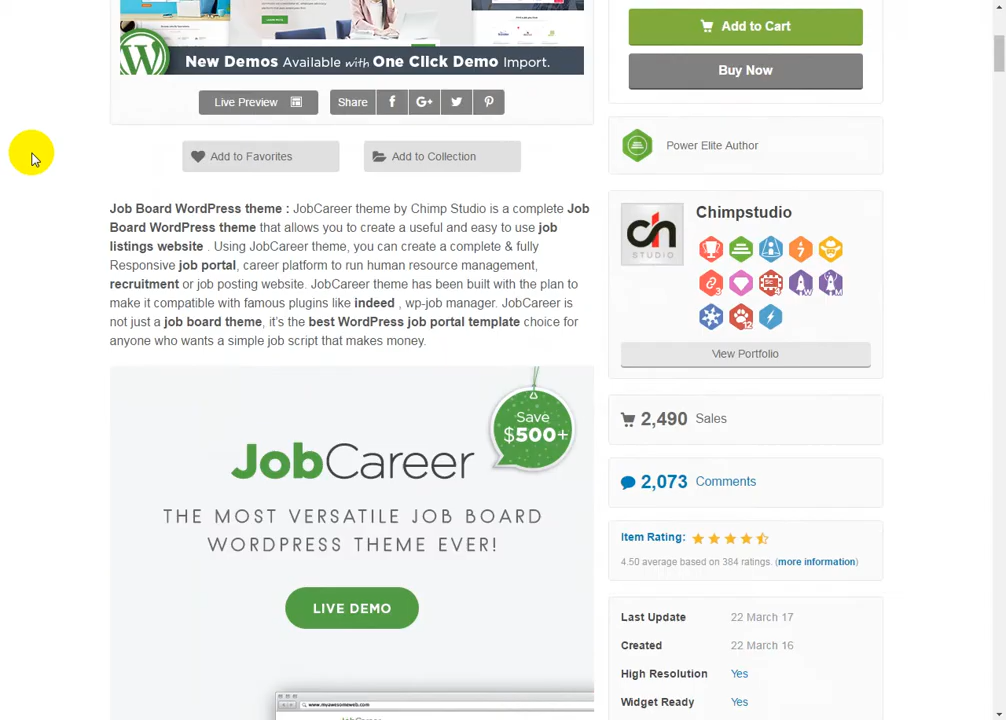 New Demos Available with One Click Demo Import.
Add to Cart
Buy Now
Live Preview
Share
Add to Favorites
Add to Collection
Power Elite Author
Job Board WordPress theme : JobCareer theme by Chimp Studio is a complete Job
Board WordPress theme that allows you to create a useful and easy to use job
listings website . Using JobCareer theme, you can create a complete & fully
Responsive job portal, career platform to run human resource management,
recruitment or job posting website. JobCareer theme has been built with the plan to
make it compatible with famous plugins like indeed , wp-job manager. JobCareer is
not just a job board theme, it's the best WordPress job portal template choice for
anyone who wants a simple job script that makes money.
ch
STUDIO
Chimpstudio
View Portfolio
2,490 Sales
2,073 Comments
Item Rating:
4.50 average based on 384 ratings. (more information)
Save
$500+
JobCareer
THE MOST VERSATILE JOB BOARD
WORDPRESS THEME EVER!
LIVE DEMO
www.myawesomeweb.com
Last Update 22 March 17
Created 22 March 16
High Resolution Yes
Widget Ready Yes